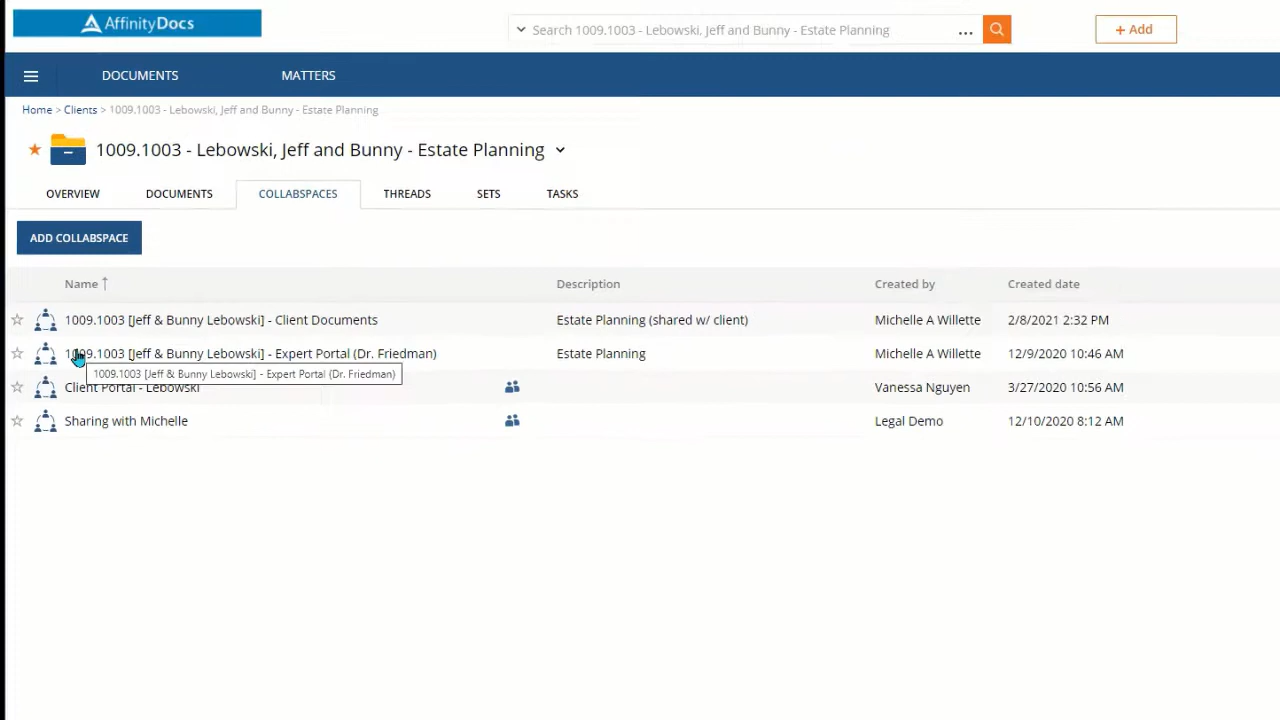 AffinityDocs
Search 1009.1003 - Lebowski, Jeff and Bunny - Estate Planning ...
+ Add
DOCUMENTS MATTERS
Home > Clients > 1009.1003 - Lebowski, Jeff and Bunny - Estate Planning
1009.1003 - Lebowski, Jeff and Bunny - Estate Planning
OVERVIEW DOCUMENTS COLLABSPACES THREADS SETS TASKS
ADD COLLABSPACE
Name ↑ Description Created by Created date
1009.1003 [Jeff & Bunny Lebowski] - Client Documents Estate Planning (shared w/ client) Michelle A Willette 2/8/2021 2:32 PM
1009.1003 [Jeff & Bunny Lebowski] - Expert Portal (Dr. Friedman) Estate Planning Michelle A Willette 12/9/2020 10:46 AM
1009.1003 [Jeff & Bunny Lebowski] - Expert Portal (Dr. Friedman)
Client Portal - Lebowski Vanessa Nguyen 3/27/2020 10:56 AM
Sharing with Michelle Legal Demo 12/10/2020 8:12 AM